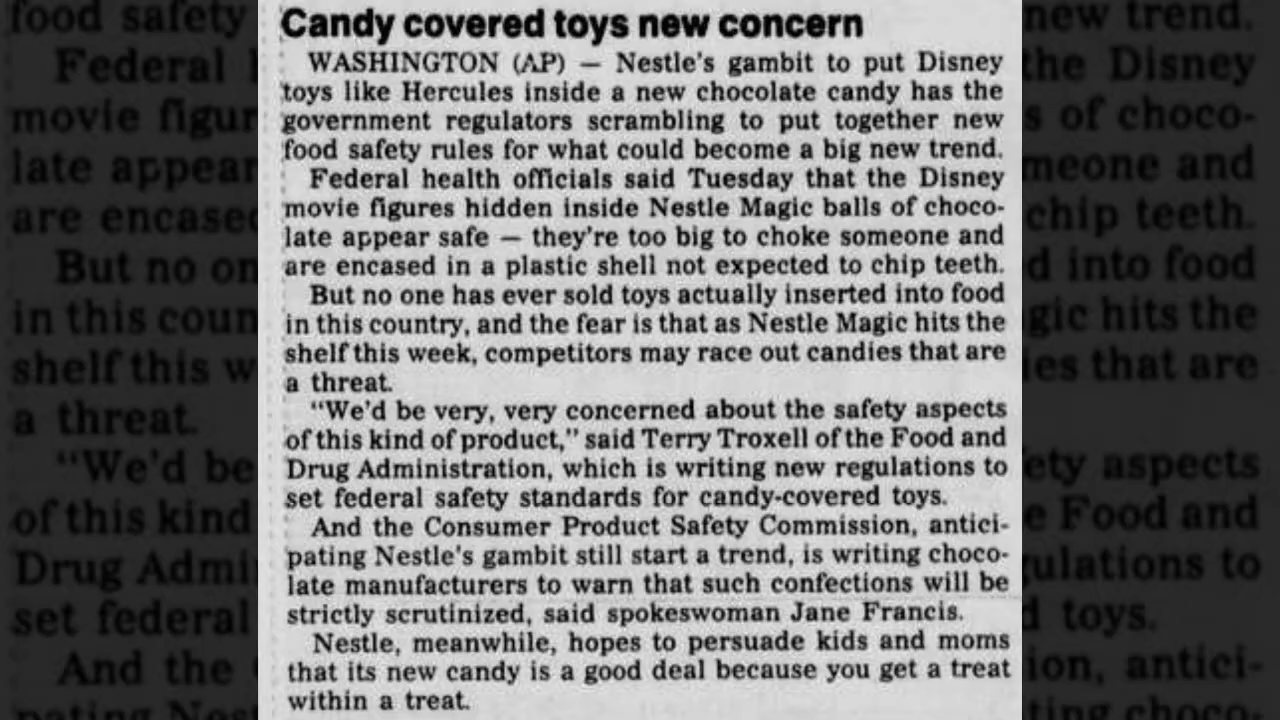 Candy covered toys new concern
WASHINGTON (AP) — Nestle's gambit to put Disney
toys like Hercules inside a new chocolate candy has the
government regulators scrambling to put together new
food safety rules for what could become a big new trend.
Federal health officials said Tuesday that the Disney
movie figures hidden inside Nestle Magic balls of choco-
late appear safe — they're too big to choke someone and
are encased in a plastic shell not expected to chip teeth.
But no one has ever sold toys actually inserted into food
in this country, and the fear is that as Nestle Magic hits the
shelf this week, competitors may race out candies that are
a threat.
"We'd be very, very concerned about the safety aspects
of this kind of product," said Terry Troxell of the Food and
Drug Administration, which is writing new regulations to
set federal safety standards for candy-covered toys.
And the Consumer Product Safety Commission, antici-
pating Nestle's gambit still start a trend, is writing choco-
late manufacturers to warn that such confections will be
strictly scrutinized, said spokeswoman Jane Francis.
Nestle, meanwhile, hopes to persuade kids and moms
that its new candy is a good deal because you get a treat
within a treat.